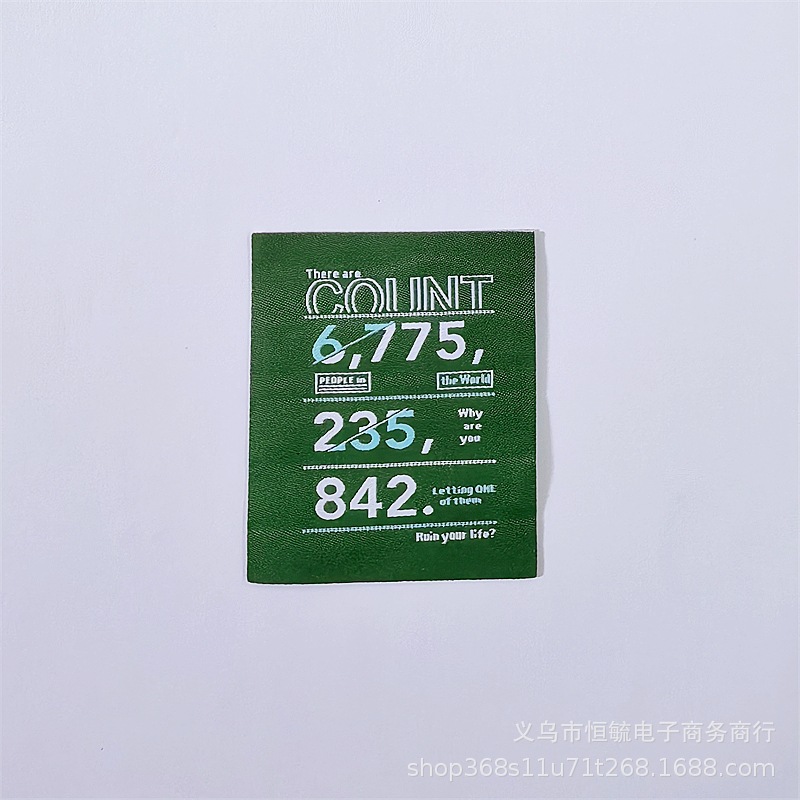 There are
COUNT
6,775,
PEOPLE in the World
235,
Why
are
you
842.
Letting ONE
of them
Ruin your life?
义乌市恒毓电子商务商行
shop368s11u71t268.1688.com